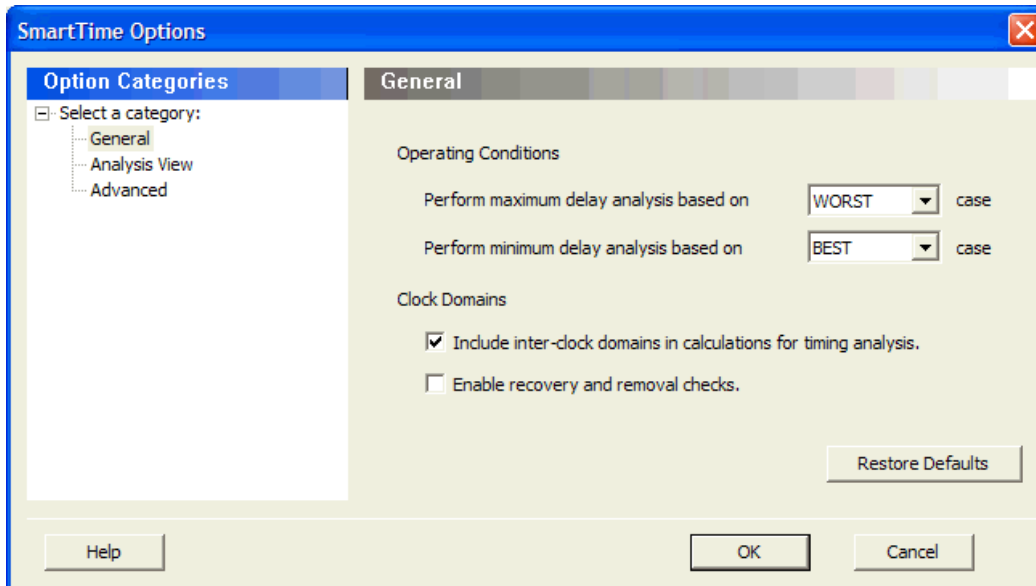 SmartTime Options
Option Categories
Select a category:
General
Analysis View
Advanced
General
Operating Conditions
Perform maximum delay analysis based on WORST case
Perform minimum delay analysis based on BEST case
Clock Domains
Include inter-clock domains in calculations for timing analysis.
Enable recovery and removal checks.
Restore Defaults
Help OK Cancel